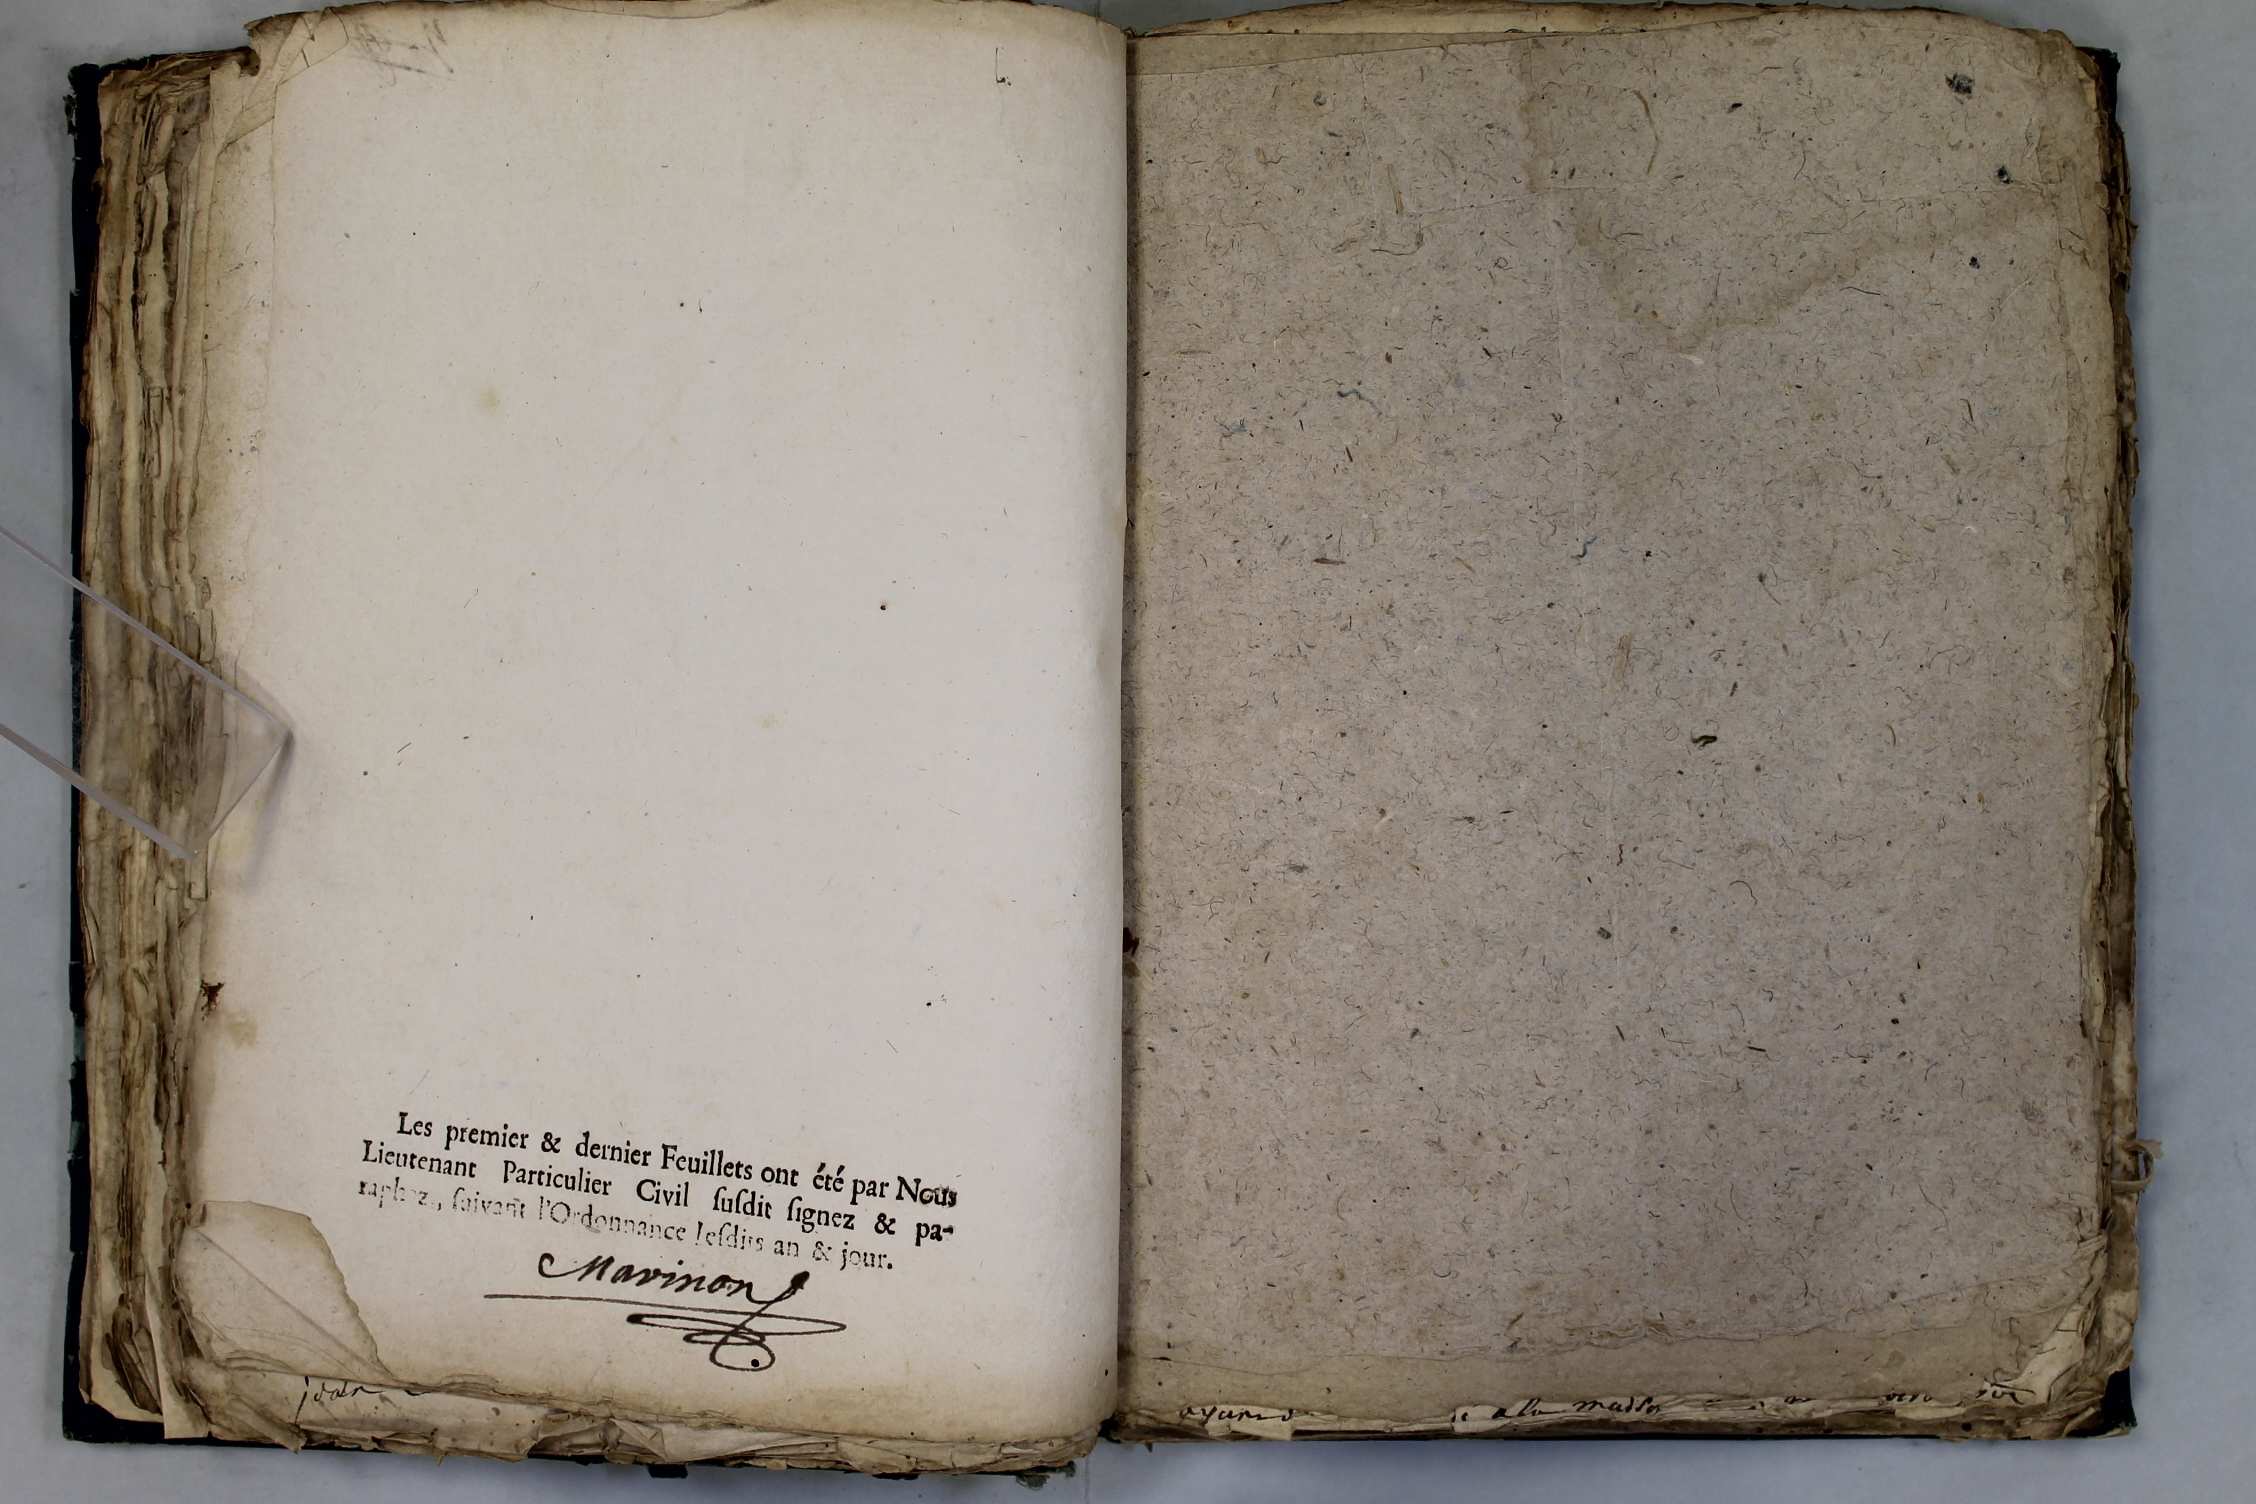 Les premier & dernier Feuillets ont été par Nous
Lieutenant Particulier Civil ſuſdit ſignez & pa-
raphez, ſuivant l'Ordonnance leſdits an & jour.
Marinon
a la